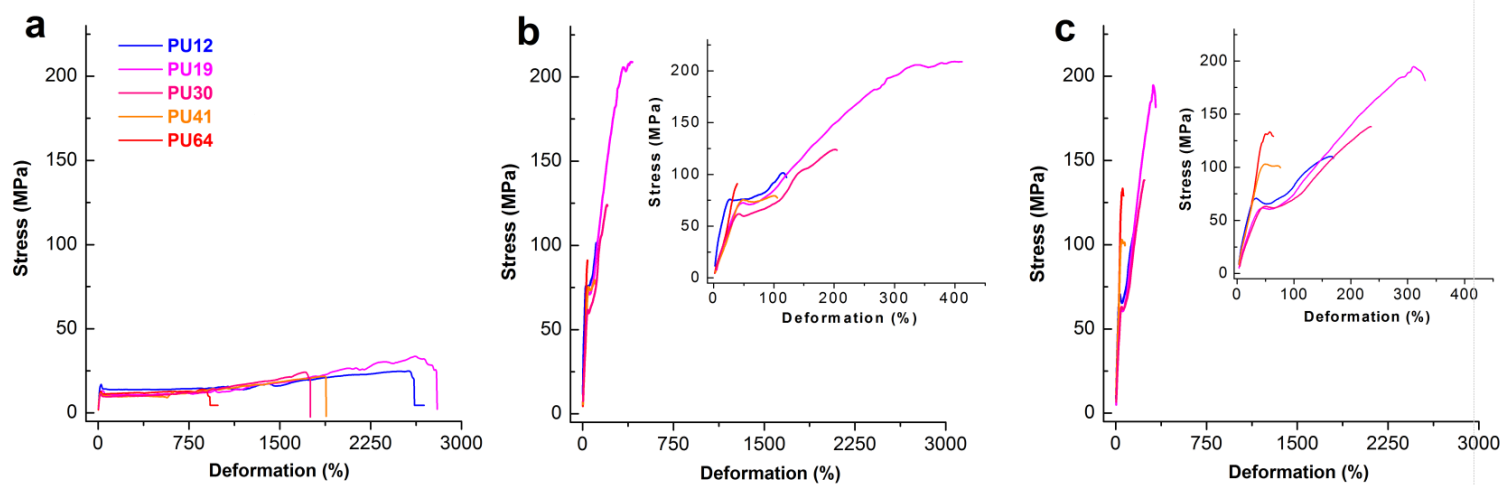 a
PU12
PU19
PU30
PU41
PU64
Stress (MPa)
200
150
100
50
0
0 750 1500 2250 3000
Deformation (%)
b
Stress (MPa)
200
150
100
50
0
0 750 1500 2250 3000
Deformation (%)
Stress (MPa)
200
150
100
50
0
0 100 200 300 400
Deformation (%)
c
Stress (MPa)
200
150
100
50
0
0 750 1500 2250 3000
Deformation (%)
Stress (MPa)
200
150
100
50
0
0 100 200 300 400
Deformation (%)